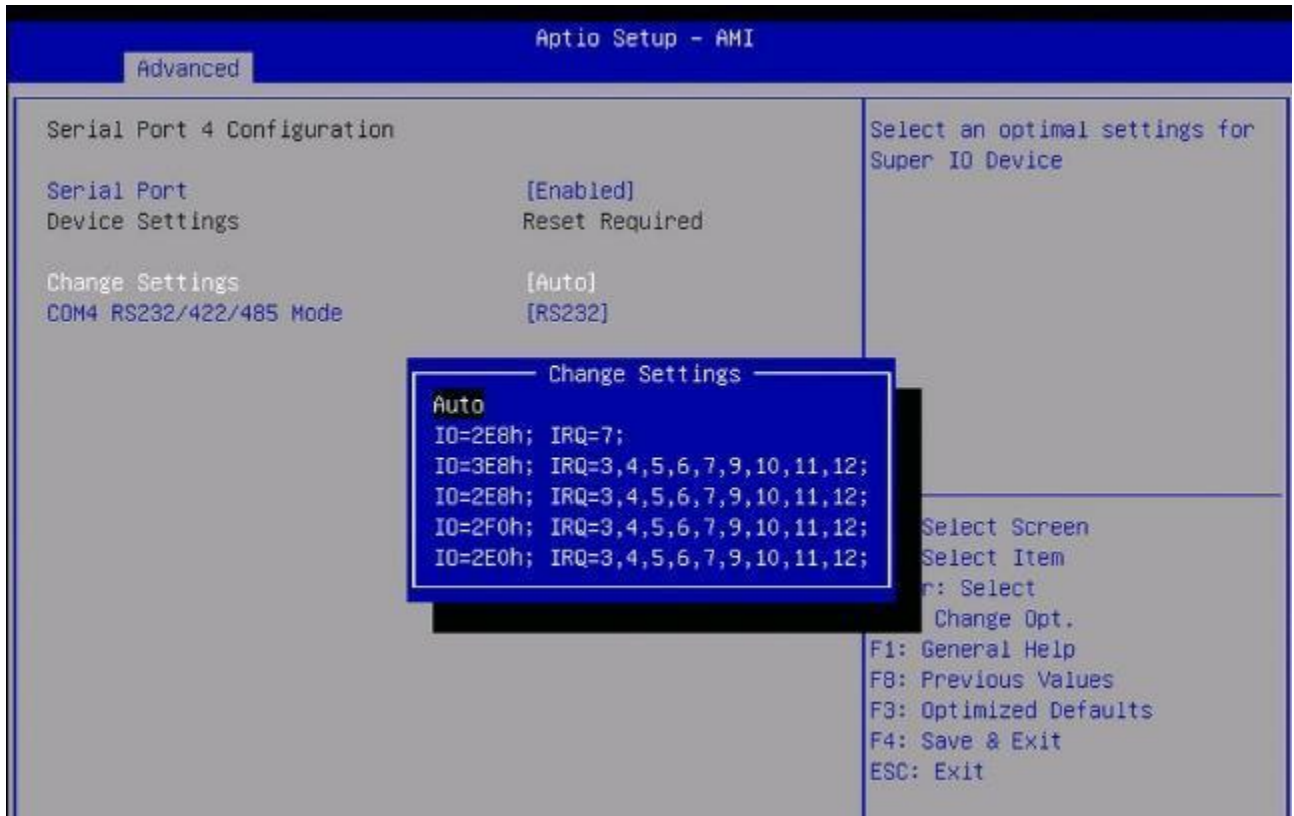 Aptio Setup – AMI
Advanced
Serial Port 4 Configuration
Serial Port [Enabled]
Device Settings Reset Required
Change Settings [Auto]
COM4 RS232/422/485 Mode [RS232]
Select an optimal settings for
Super IO Device
Change Settings
Auto
IO=2E8h; IRQ=7;
IO=3E8h; IRQ=3,4,5,6,7,9,10,11,12;
IO=2E8h; IRQ=3,4,5,6,7,9,10,11,12;
IO=2F0h; IRQ=3,4,5,6,7,9,10,11,12;
IO=2E0h; IRQ=3,4,5,6,7,9,10,11,12;
Select Screen
Select Item
r: Select
Change Opt.
F1: General Help
F8: Previous Values
F3: Optimized Defaults
F4: Save & Exit
ESC: Exit